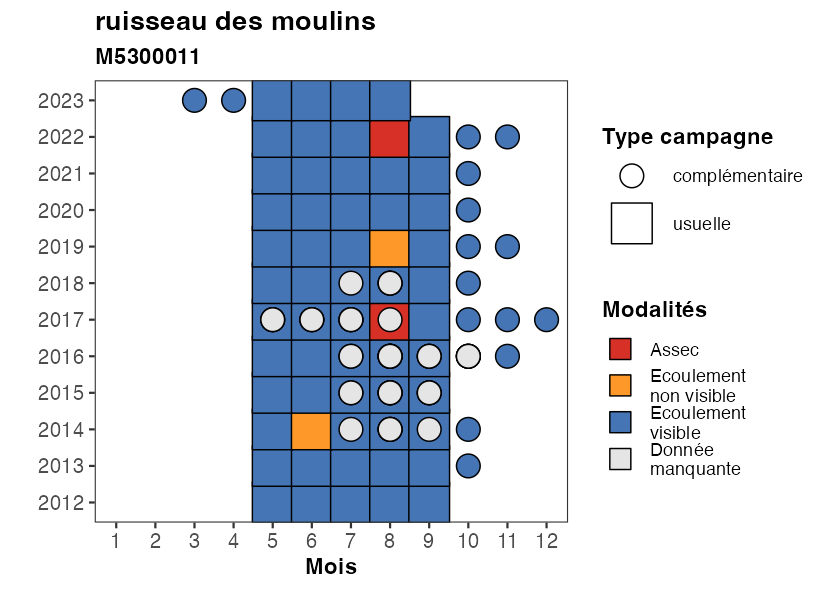 ruisseau des moulins
M5300011
2023
2022
2021
2020
2019
2018
2017
2016
2015
2014
2013
2012
1 2 3 4 5 6 7 8 9 10 11 12
Mois
Type campagne
complémentaire
usuelle
Modalités
Assec
Ecoulement
non visible
Ecoulement
visible
Donnée
manquante